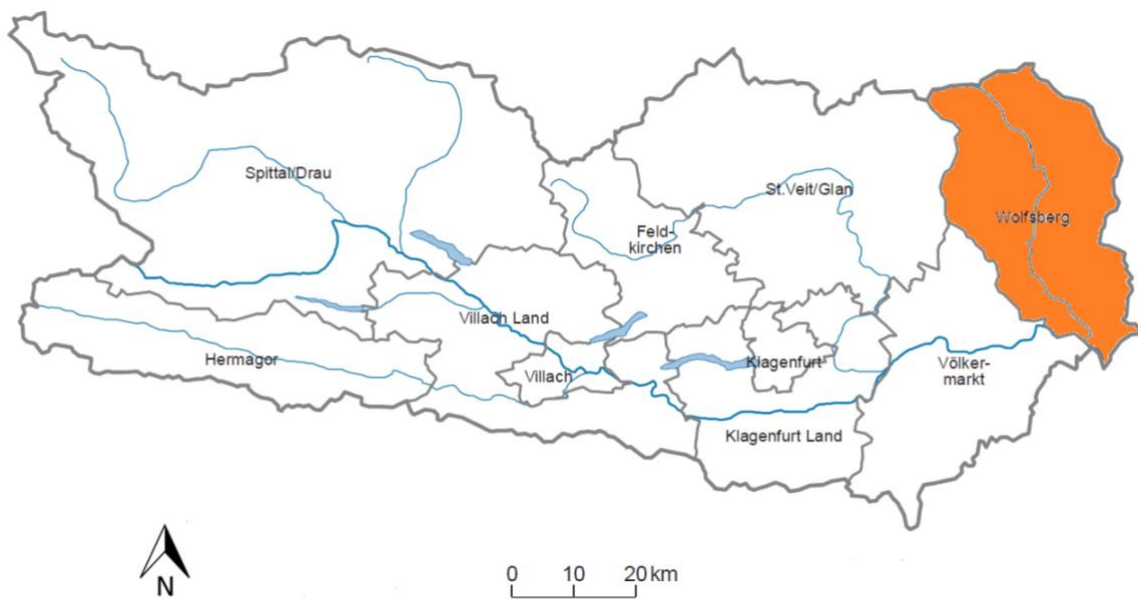 Spittal/Drau
St.Veit/Glan
Wolfsberg
Feld-
kirchen
Villach Land
Hermagor
Villach
Klagenfurt
Völker-
markt
Klagenfurt Land
N
0 10 20 km